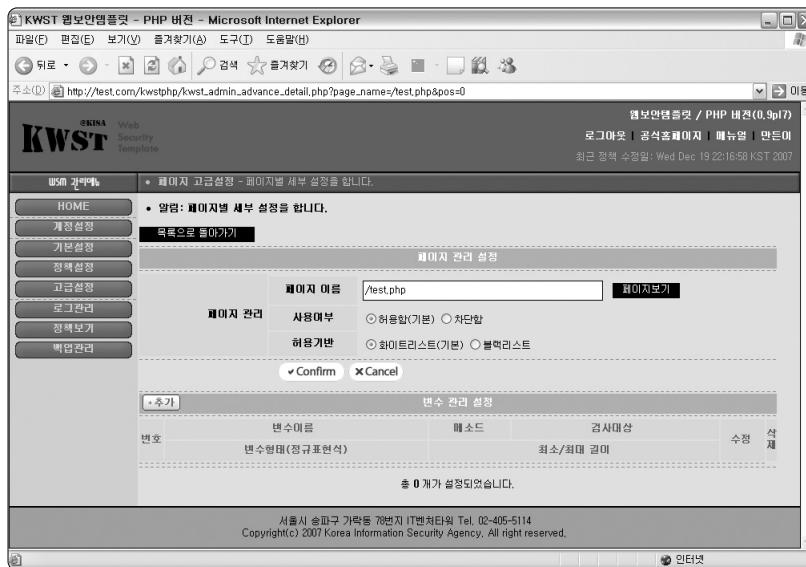 KWST 웹보안템플릿 - PHP 버전 - Microsoft Internet Explorer
파일(F) 편집(E) 보기(V) 즐겨찾기(A) 도구(T) 도움말(H)
뒤로 검색 즐겨찾기
주소(D) http://test.com/kwstphp/kwst_admin_advance_detail.php?page_name=/test.php&pos=0 이동
@KISA
KWST Web Security Template
웹보안템플릿 / PHP 버전(0.9pl7)
로그아웃 | 공식홈페이지 | 메뉴얼 | 만든이
최근 정책 수정일: Wed Dec 19 22:16:58 KST 2007
WSM 관리메뉴
• 페이지 고급설정 - 페이지별 세부 설정을 합니다.
HOME
계정설정
기본설정
정책설정
고급설정
로그관리
정책보기
백업관리
• 알림: 페이지별 세부 설정을 합니다.
목록으로 돌아가기
페이지 관리 설정
페이지 관리
페이지 이름 /test.php 페이지보기
사용여부 허용함(기본) 차단함
허용기반 화이트리스트(기본) 블랙리스트
Confirm Cancel
+추가 변수 관리 설정
번호 변수이름 메소드 검사대상 수정 삭제
변수형태(정규표현식) 최소/최대 길이
총 0 개가 설정되었습니다.
서울시 송파구 가락동 78번지 IT벤처타워 Tel. 02-405-5114
Copyright(c) 2007 Korea Information Security Agency, All right reserved.
인터넷